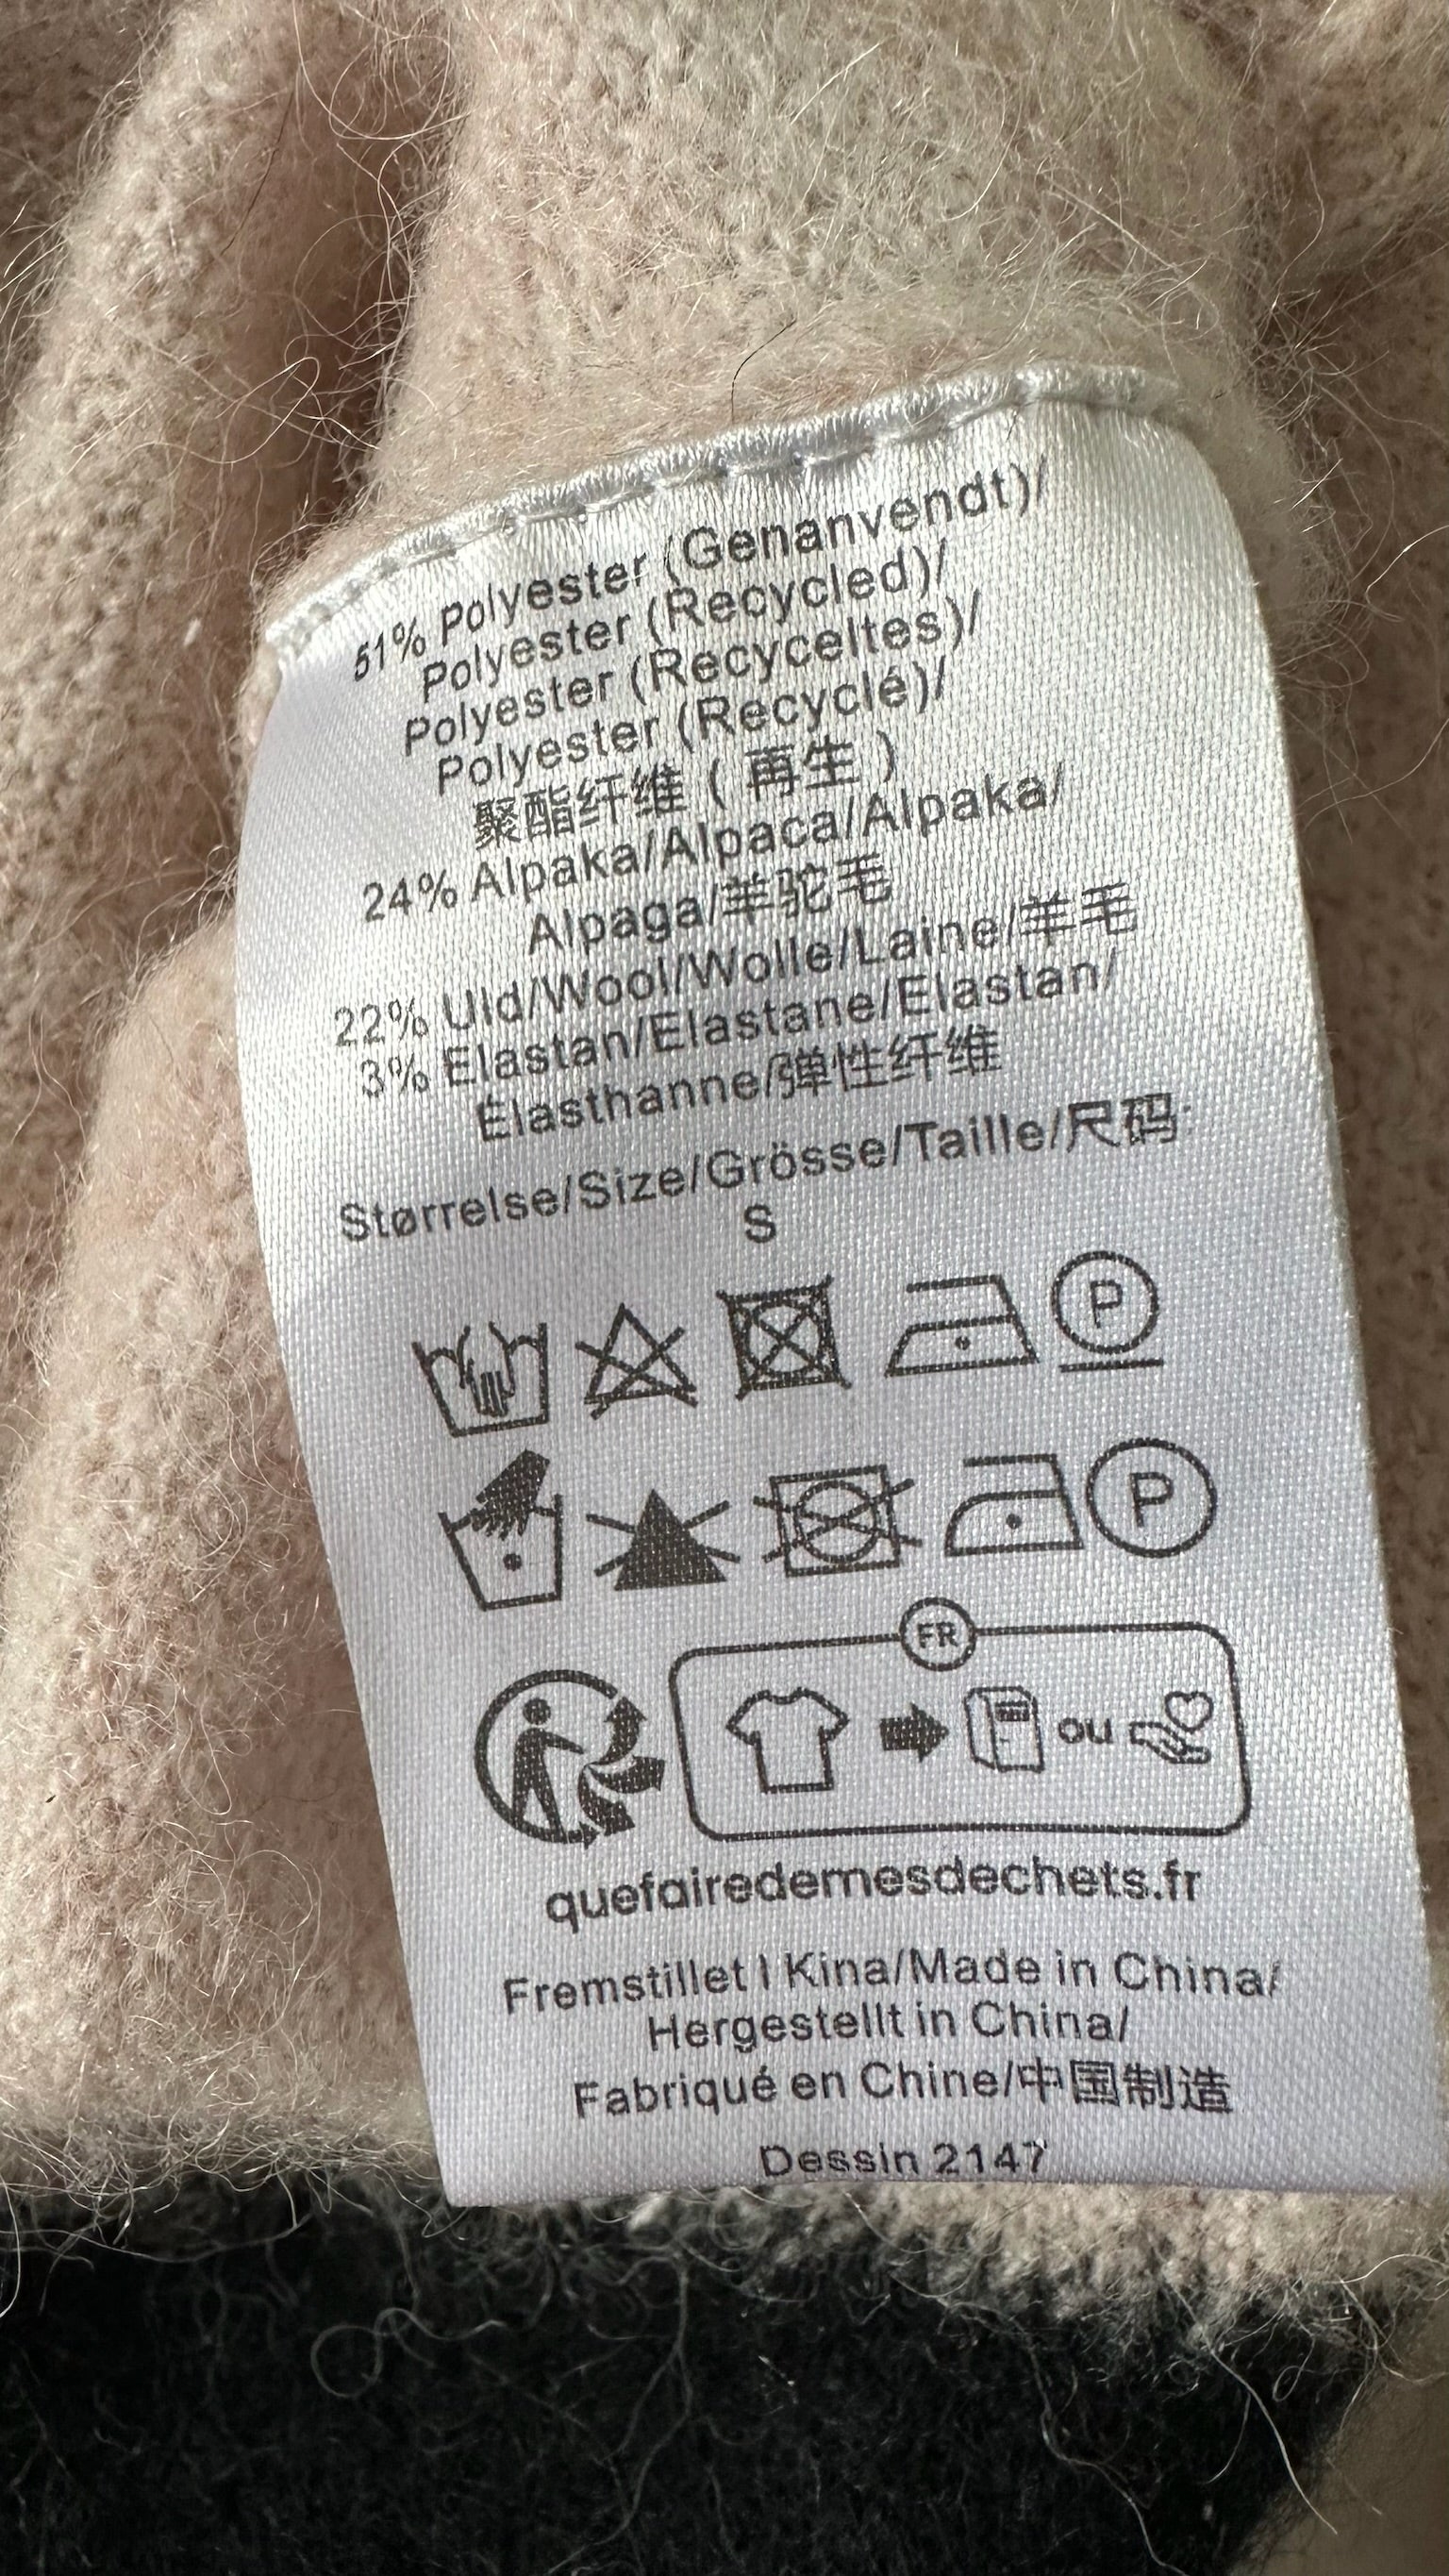 51% Polyester (Genanvendt)/
Polyester (Recycled)/
Polyester (Recyceltes)/
Polyester (Recyclé)/
聚酯纤维 ( 再生 )
24% Alpaka/Alpaca/Alpaka/
Alpaga/羊驼毛
22% Uld/Wool/Wolle/Laine/羊毛
3% Elastan/Elastane/Elastan/
Élasthanne/弹性纤维
Størrelse/Size/Grösse/Taille/尺码:
S
P
P
FR
ou
quefairedemesdechets.fr
Fremstillet I Kina/Made in China/
Hergestellt in China/
Fabriqué en Chine/中国制造
Dessin 2147